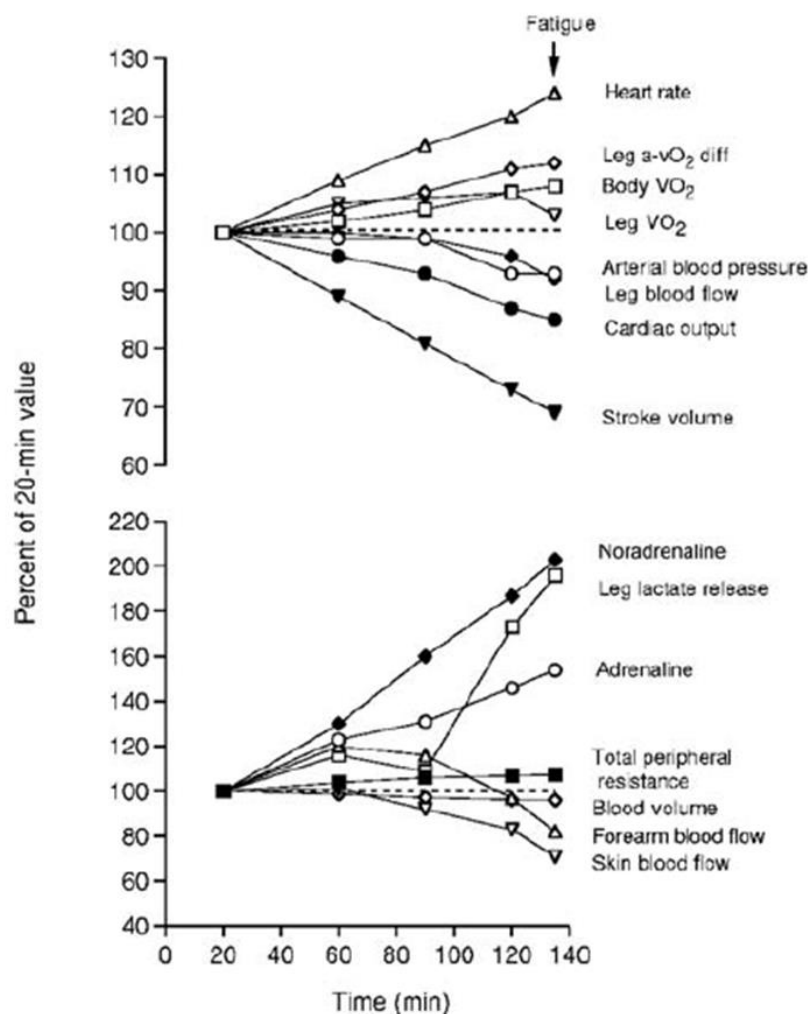 Fatigue
130
120
110
100
90
80
70
60
Heart rate
Leg a-vO₂ diff
Body VO₂
Leg VO₂
Arterial blood pressure
Leg blood flow
Cardiac output
Stroke volume
Percent of 20-min value
220
200
180
160
140
120
100
80
60
40
Noradrenaline
Leg lactate release
Adrenaline
Total peripheral
resistance
Blood volume
Forearm blood flow
Skin blood flow
0 20 40 60 80 100 120 140
Time (min)